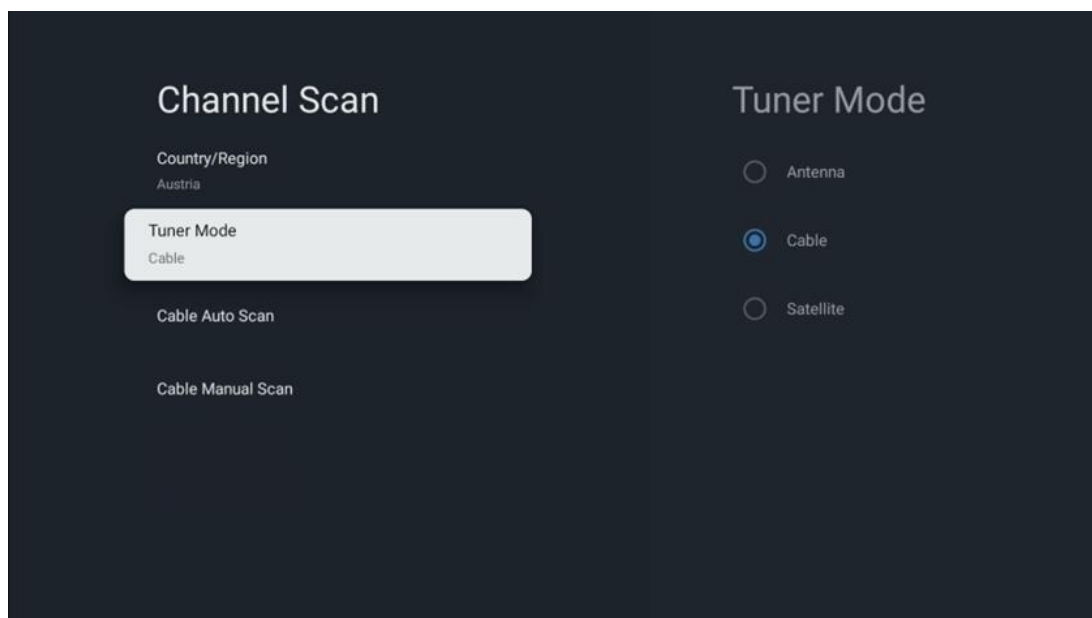 Channel Scan
Country/Region
Austria
Tuner Mode
Cable
Cable Auto Scan
Cable Manual Scan
Tuner Mode
Antenna
Cable
Satellite